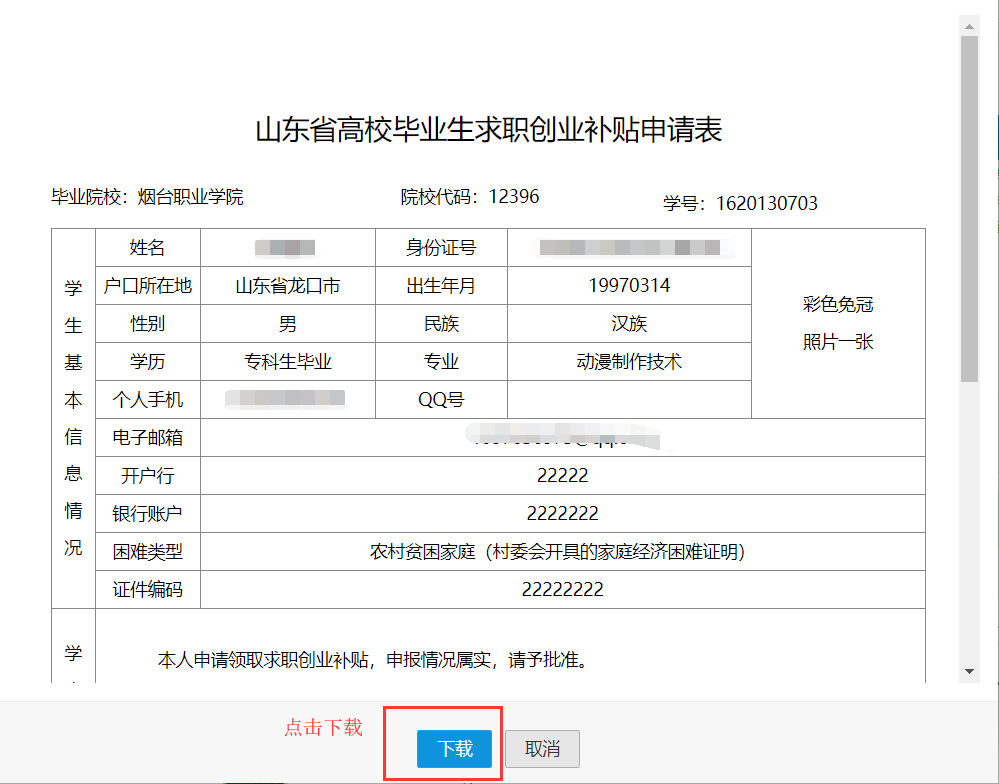 山东省高校毕业生求职创业补贴申请表
毕业院校：烟台职业学院 院校代码：12396 学号：1620130703
学生基本信息情况
姓名 身份证号
户口所在地 山东省龙口市 出生年月 19970314
彩色免冠
照片一张
性别 男 民族 汉族
学历 专科生毕业 专业 动漫制作技术
个人手机 QQ号
电子邮箱
开户行 22222
银行账户 2222222
困难类型 农村贫困家庭（村委会开具的家庭经济困难证明）
证件编码 22222222
学
本人申请领取求职创业补贴，申报情况属实，请予批准。
点击下载 下载 取消